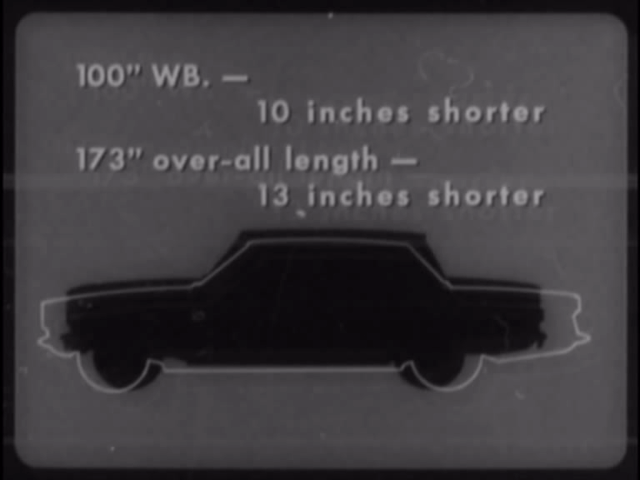 100" WB. —
10 inches shorter
173" over-all length —
13 inches shorter